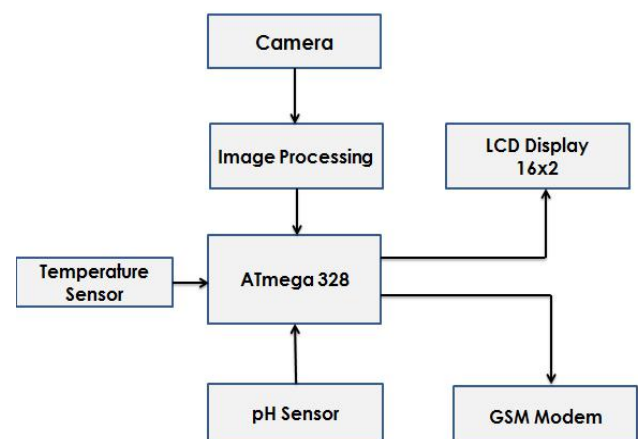 Camera
Image Processing
LCD Display
16x2
Temperature
Sensor
ATmega 328
pH Sensor
GSM Modem